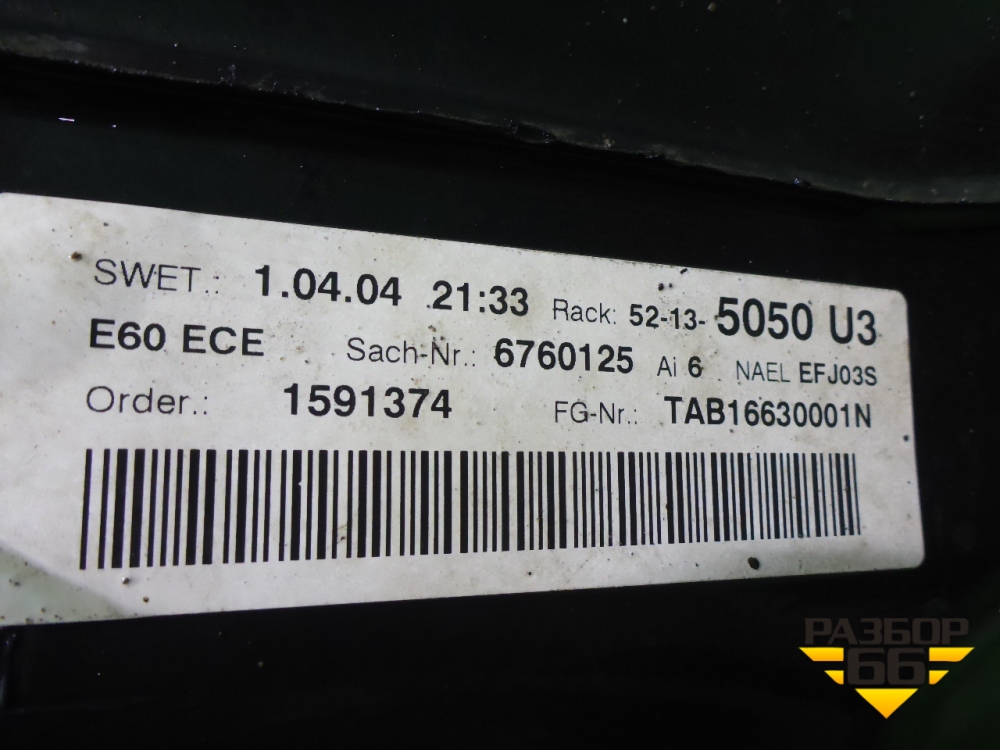 SWET.: 1.04.04 21:33 Rack: 52-13- 5050 U3
E60 ECE Sach-Nr.: 6760125 Ai 6 NAEL EFJ03S
Order.: 1591374 FG-Nr.: TAB16630001N
РАЗБОР
66